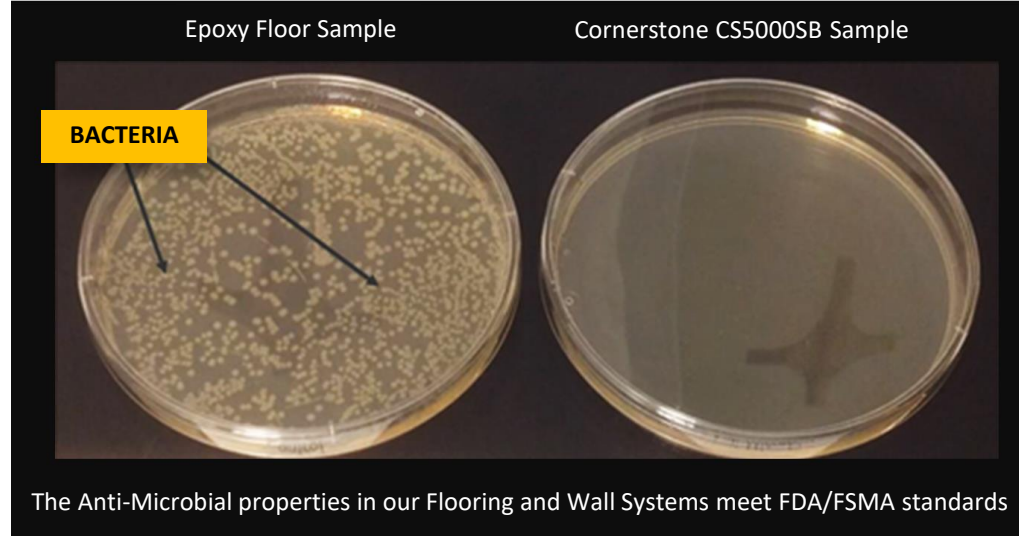 Epoxy Floor Sample
Cornerstone CS5000SB Sample
BACTERIA
The Anti-Microbial properties in our Flooring and Wall Systems meet FDA/FSMA standards